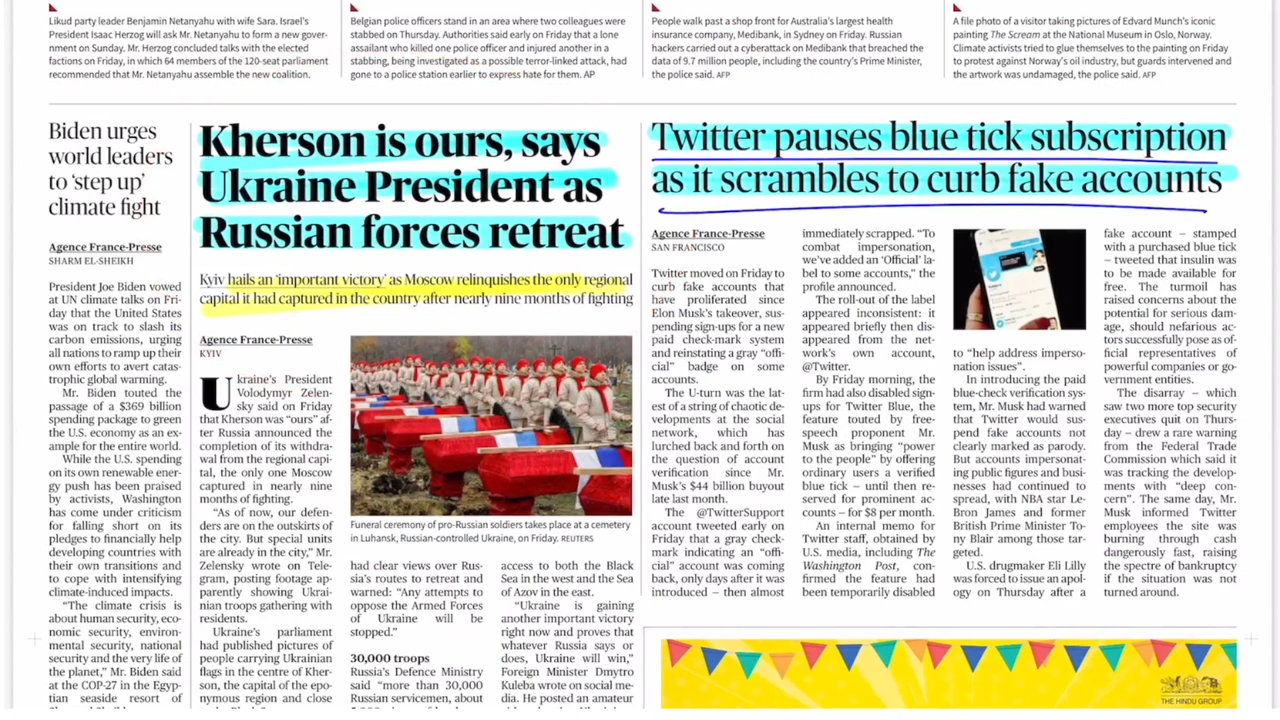 Likud party leader Benjamin Netanyahu with wife Sara. Israel's
President Isaac Herzog will ask Mr. Netanyahu to form a new gover-
nment on Sunday. Mr. Herzog concluded talks with the elected
factions on Friday, in which 64 members of the 120-seat parliament
recommended that Mr. Netanyahu assemble the new coalition.
Belgian police officers stand in an area where two colleagues were
stabbed on Thursday. Authorities said early on Friday that a lone
assailant who killed one police officer and injured another in a
stabbing, being investigated as a possible terror-linked attack, had
gone to a police station earlier to express hate for them. AP
People walk past a shop front for Australia's largest health
insurance company, Medibank, in Sydney on Friday. Russian
hackers carried out a cyberattack on Medibank that breached the
data of 9.7 million people, including the country's Prime Minister,
the police said. AFP
A file photo of a visitor taking pictures of Edvard Munch's iconic
painting The Scream at the National Museum in Oslo, Norway.
Climate activists tried to glue themselves to the painting on Friday
to protest against Norway's oil industry, but guards intervened and
the artwork was undamaged, the police said. AFP
Biden urges
world leaders
to 'step up'
climate fight
Agence France-Presse
SHARM EL-SHEIKH
President Joe Biden vowed
at UN climate talks on Fri-
day that the United States
was on track to slash its
carbon emissions, urging
all nations to ramp up their
own efforts to avert catas-
trophic global warming.
Mr. Biden touted the
passage of a $369 billion
spending package to green
the U.S. economy as an ex-
ample for the entire world.
While the U.S. spending
on its own renewable ener-
gy push has been praised
by activists, Washington
has come under criticism
for falling short on its
pledges to financially help
developing countries with
their own transitions and
to cope with intensifying
climate-induced impacts.
"The climate crisis is
about human security, eco-
nomic security, environ-
mental security, national
security and the very life of
the planet," Mr. Biden said
at the COP-27 in the Egyp-
tian seaside resort of
Kherson is ours, says
Ukraine President as
Russian forces retreat
Kyiv hails an 'important victory' as Moscow relinquishes the only regional
capital it had captured in the country after nearly nine months of fighting
Agence France-Presse
KYIV
Ukraine's President
Volodymyr Zelen-
sky said on Friday
that Kherson was "ours" af-
ter Russia announced the
completion of its withdra-
wal from the regional capi-
tal, the only one Moscow
captured in nearly nine
months of fighting.
"As of now, our defen-
ders are on the outskirts of
the city. But special units
are already in the city," Mr.
Zelensky wrote on Tele-
gram, posting footage ap-
parently showing Ukrai-
nian troops gathering with
residents.
Ukraine's parliament
had published pictures of
people carrying Ukrainian
flags in the centre of Kher-
son, the capital of the epo-
nymous region and close
Funeral ceremony of pro-Russian soldiers takes place at a cemetery
in Luhansk, Russian-controlled Ukraine, on Friday. REUTERS
had clear views over Rus-
sia's routes to retreat and
warned: "Any attempts to
oppose the Armed Forces
of Ukraine will be
stopped."
30,000 troops
Russia's Defence Ministry
said "more than 30,000
Russian servicemen, about
access to both the Black
Sea in the west and the Sea
of Azov in the east.
"Ukraine is gaining
another important victory
right now and proves that
whatever Russia says or
does, Ukraine will win,"
Foreign Minister Dmytro
Kuleba wrote on social me-
dia. He posted an amateur
Twitter pauses blue tick subscription
as it scrambles to curb fake accounts
Agence France-Presse
SAN FRANCISCO
Twitter moved on Friday to
curb fake accounts that
have proliferated since
Elon Musk's takeover, sus-
pending sign-ups for a new
paid check-mark system
and reinstating a gray "offi-
cial" badge on some
accounts.
The U-turn was the lat-
est of a string of chaotic de-
velopments at the social
network, which has
lurched back and forth on
the question of account
verification since Mr.
Musk's $44 billion buyout
late last month.
The @TwitterSupport
account tweeted early on
Friday that a gray check-
mark indicating an "offi-
cial" account was coming
back, only days after it was
introduced – then almost
immediately scrapped. "To
combat impersonation,
we've added an 'Official' la-
bel to some accounts," the
profile announced.
The roll-out of the label
appeared inconsistent: it
appeared briefly then dis-
appeared from the net-
work's own account,
@Twitter.
By Friday morning, the
firm had also disabled sign-
ups for Twitter Blue, the
feature touted by free-
speech proponent Mr.
Musk as bringing "power
to the people" by offering
ordinary users a verified
blue tick – until then re-
served for prominent ac-
counts – for $8 per month.
An internal memo for
Twitter staff, obtained by
U.S. media, including The
Washington Post, con-
firmed the feature had
been temporarily disabled
to "help address imperso-
nation issues".
In introducing the paid
blue-check verification sys-
tem, Mr. Musk had warned
that Twitter would sus-
pend fake accounts not
clearly marked as parody.
But accounts impersonat-
ing public figures and busi-
nesses had continued to
spread, with NBA star Le-
Bron James and former
British Prime Minister To-
ny Blair among those tar-
geted.
U.S. drugmaker Eli Lilly
was forced to issue an apol-
ogy on Thursday after a
fake account – stamped
with a purchased blue tick
– tweeted that insulin was
to be made available for
free. The turmoil has
raised concerns about the
potential for serious dam-
age, should nefarious ac-
tors successfully pose as of-
ficial representatives of
powerful companies or go-
vernment entities.
The disarray – which
saw two more top security
executives quit on Thurs-
day – drew a rare warning
from the Federal Trade
Commission which said it
was tracking the develop-
ments with "deep con-
cern". The same day, Mr.
Musk informed Twitter
employees the site was
burning through cash
dangerously fast, raising
the spectre of bankruptcy
if the situation was not
turned around.
THE HINDU GROUP